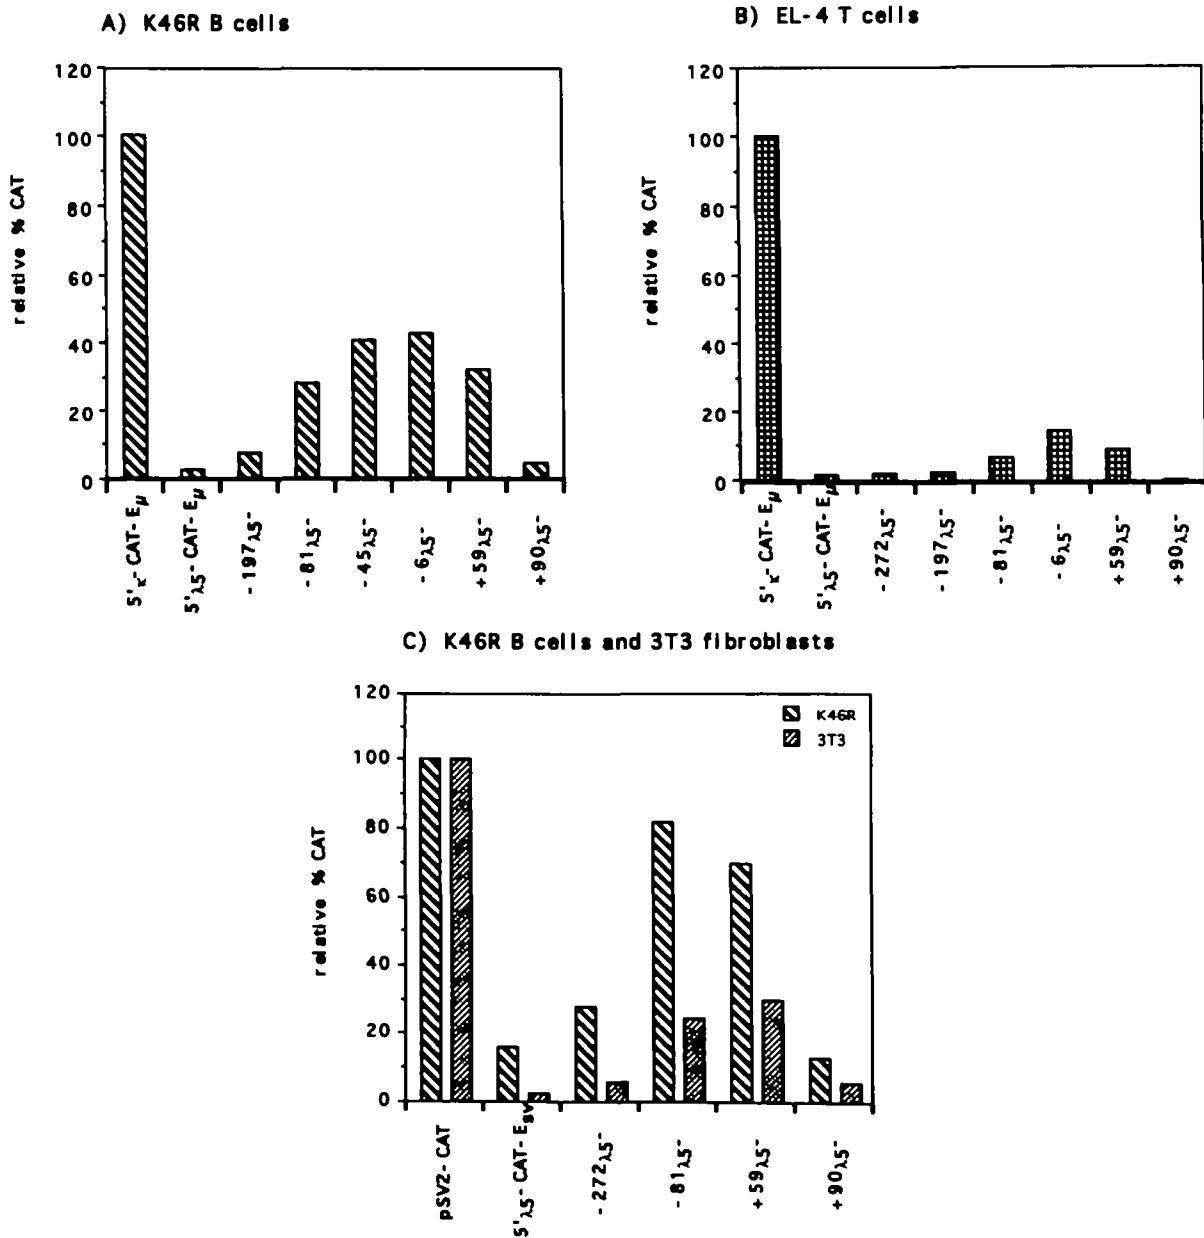 A) K46R B cells
120
100
80
60
40
20
0
relative % CAT
5'κ-CAT-Eμ
5'λ5-CAT-Eμ
-197λ5-
-81λ5-
-45λ5-
-6λ5-
+59λ5-
+90λ5-
B) EL-4 T cells
120
100
80
60
40
20
0
relative % CAT
5'κ-CAT-Eμ
5'λ5-CAT-Eμ
-272λ5-
-197λ5-
-81λ5-
-6λ5-
+59λ5-
+90λ5-
C) K46R B cells and 3T3 fibroblasts
120
100
80
60
40
20
0
relative % CAT
K46R
3T3
pSV2-CAT
5'λ5-CAT-Esv
-272λ5-
-81λ5-
+59λ5-
+90λ5-